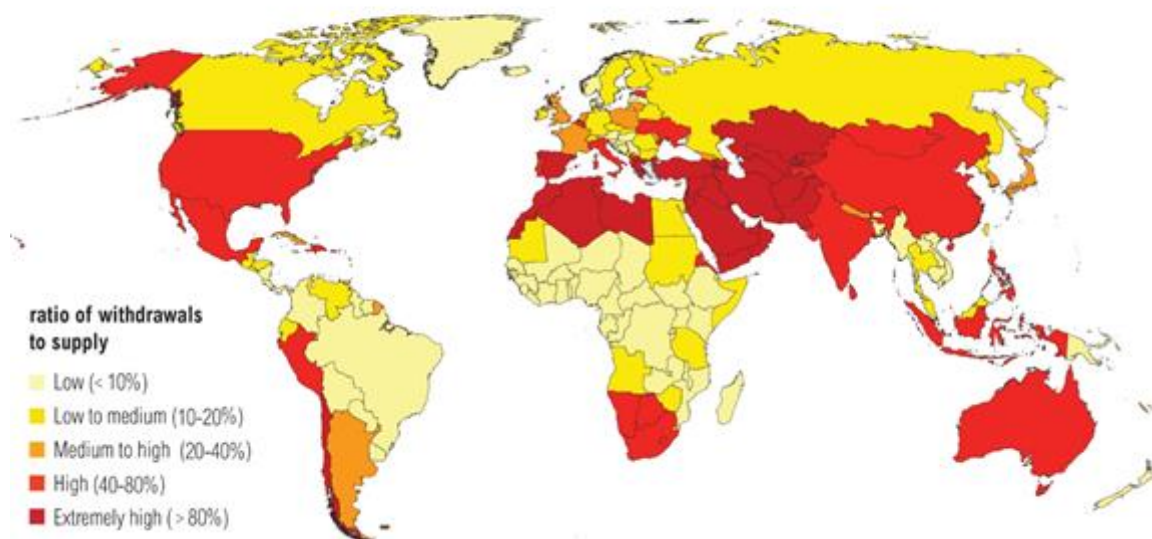 ratio of withdrawals
to supply
Low (< 10%)
Low to medium (10-20%)
Medium to high (20-40%)
High (40-80%)
Extremely high (> 80%)